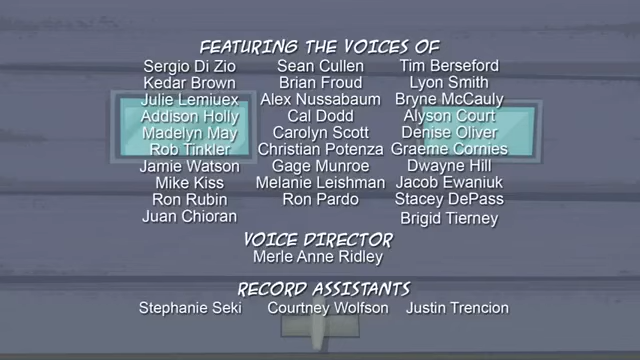 FEATURING THE VOICES OF
Sergio Di Zio Sean Cullen Tim Berseford
Kedar Brown Brian Froud Lyon Smith
Julie Lemiuex Alex Nussabaum Bryne McCauly
Addison Holly Cal Dodd Alyson Court
Madelyn May Carolyn Scott Denise Oliver
Rob Tinkler Christian Potenza Graeme Cornies
Jamie Watson Gage Munroe Dwayne Hill
Mike Kiss Melanie Leishman Jacob Ewaniuk
Ron Rubin Ron Pardo Stacey DePass
Juan Chioran Brigid Tierney
VOICE DIRECTOR
Merle Anne Ridley
RECORD ASSISTANTS
Stephanie Seki Courtney Wolfson Justin Trencion